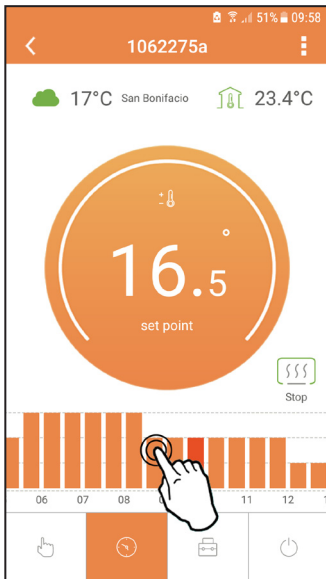 51% 09:58
1062275a
17°C San Bonifacio 23.4°C
16.5°
set point
Stop
06 07 08 11 12